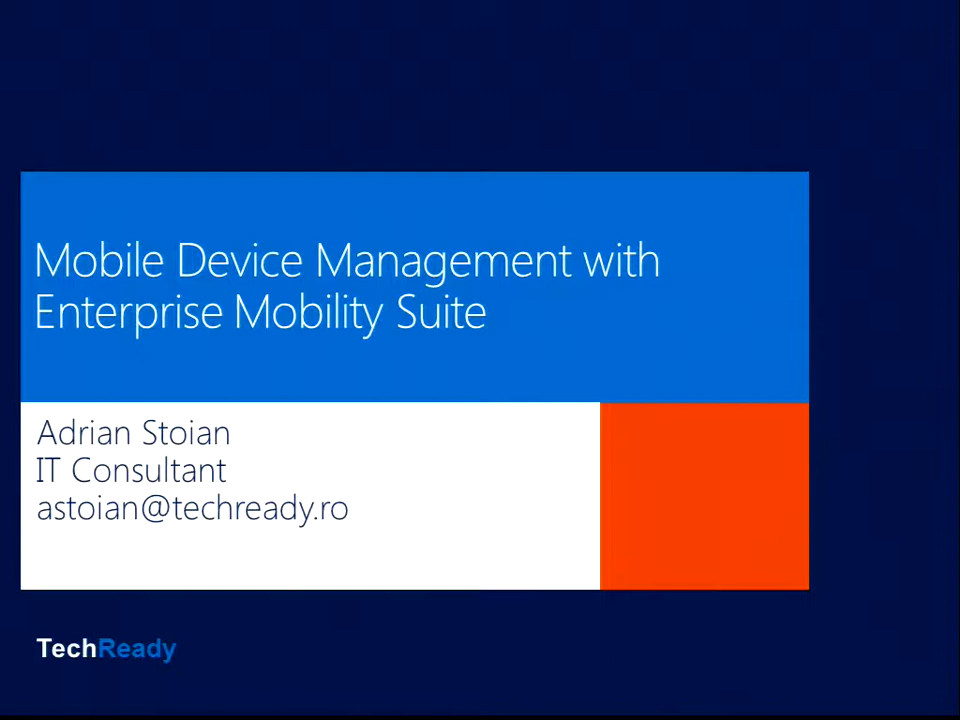 Mobile Device Management with
Enterprise Mobility Suite
Adrian Stoian
IT Consultant
astoian@techready.ro
TechReady